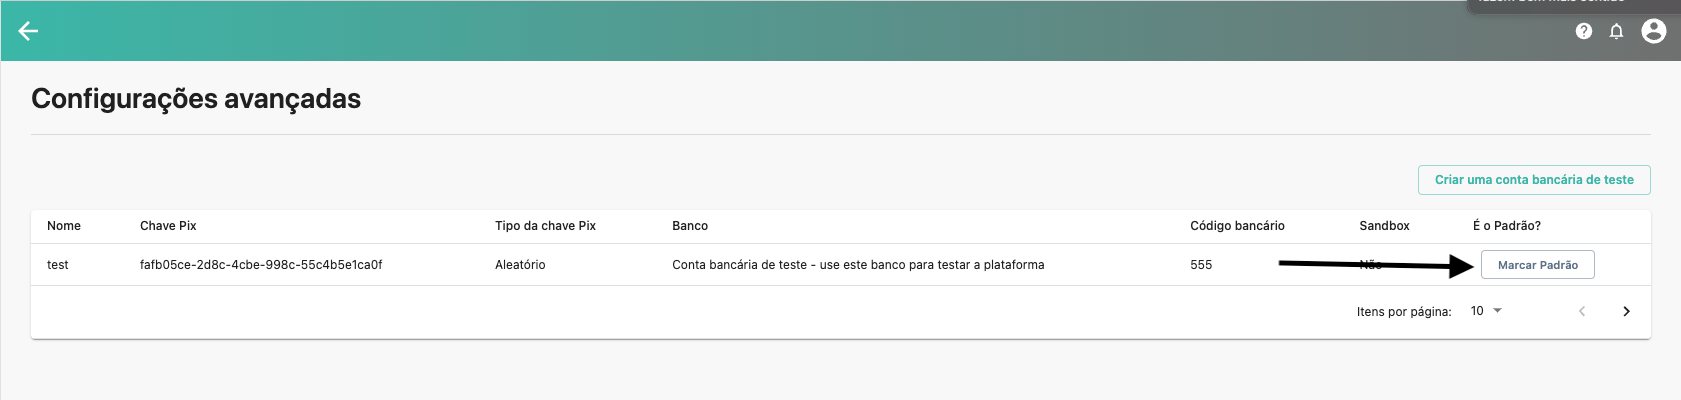 Configurações avançadas
Criar uma conta bancária de teste
Nome Chave Pix Tipo da chave Pix Banco Código bancário Sandbox É o Padrão?
test fafb05ce-2d8c-4cbe-998c-55c4b5e1ca0f Aleatório Conta bancária de teste - use este banco para testar a plataforma 555 Não Marcar Padrão
Itens por página: 10